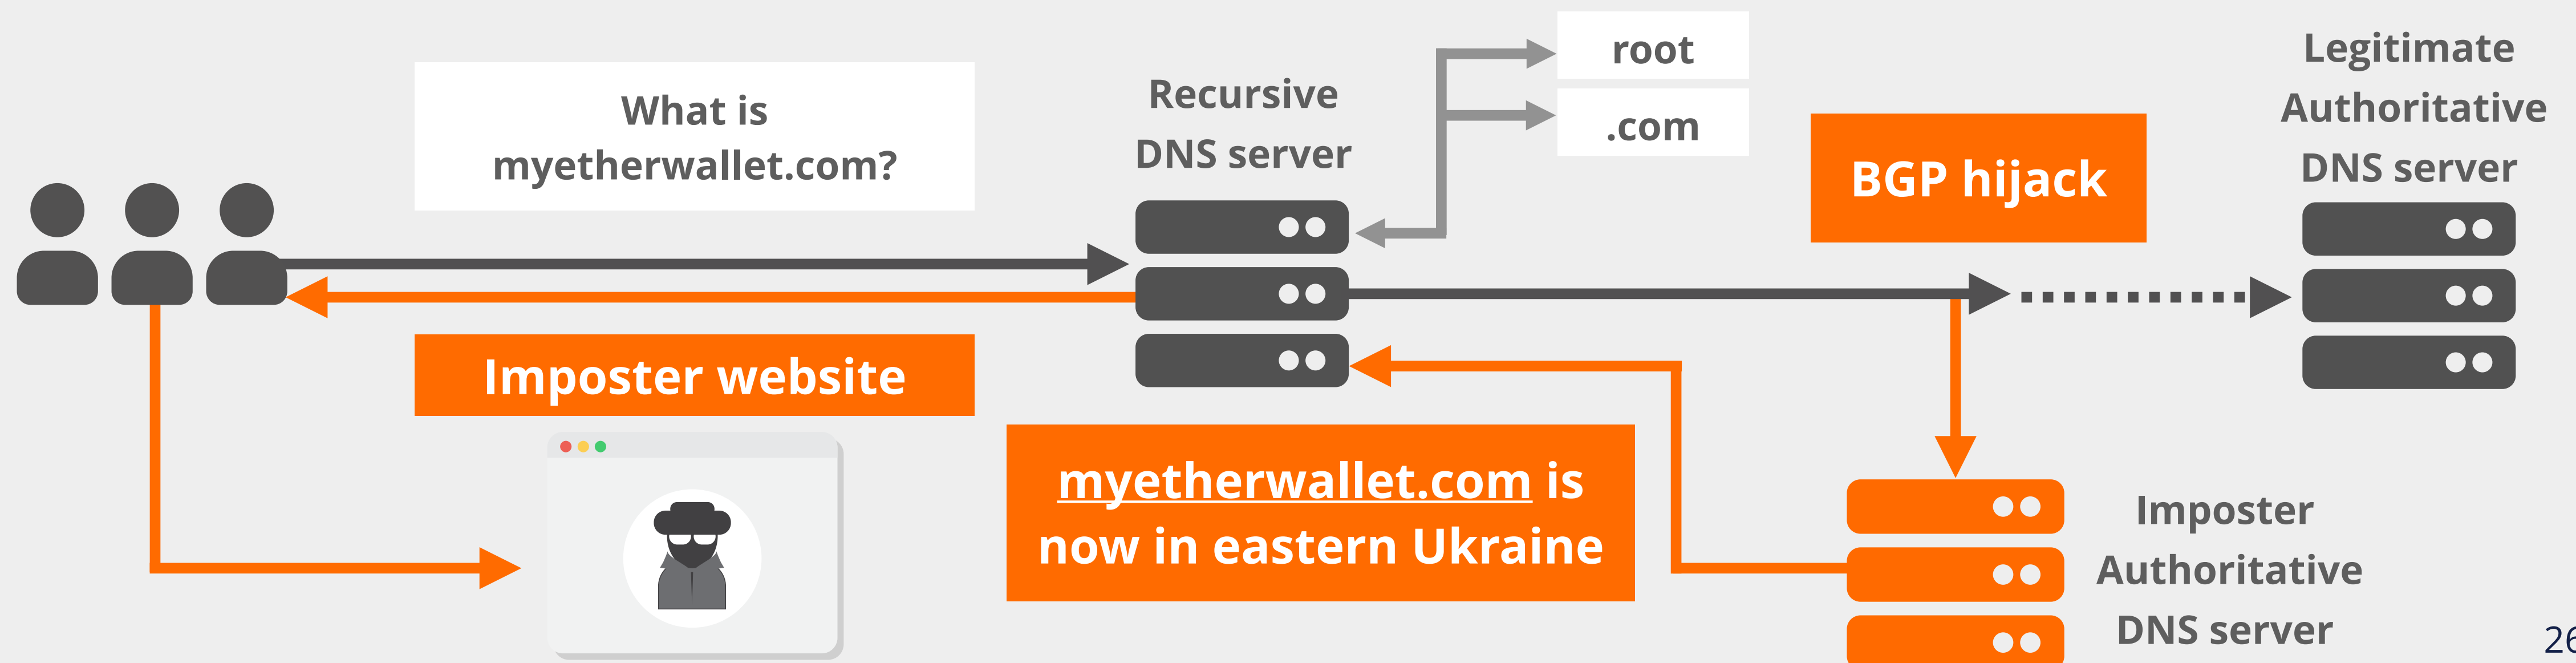 What is
myetherwallet.com?
Recursive
DNS server
root
.com
BGP hijack
Legitimate
Authoritative
DNS server
Imposter website
myetherwallet.com is
now in eastern Ukraine
Imposter
Authoritative
DNS server
26